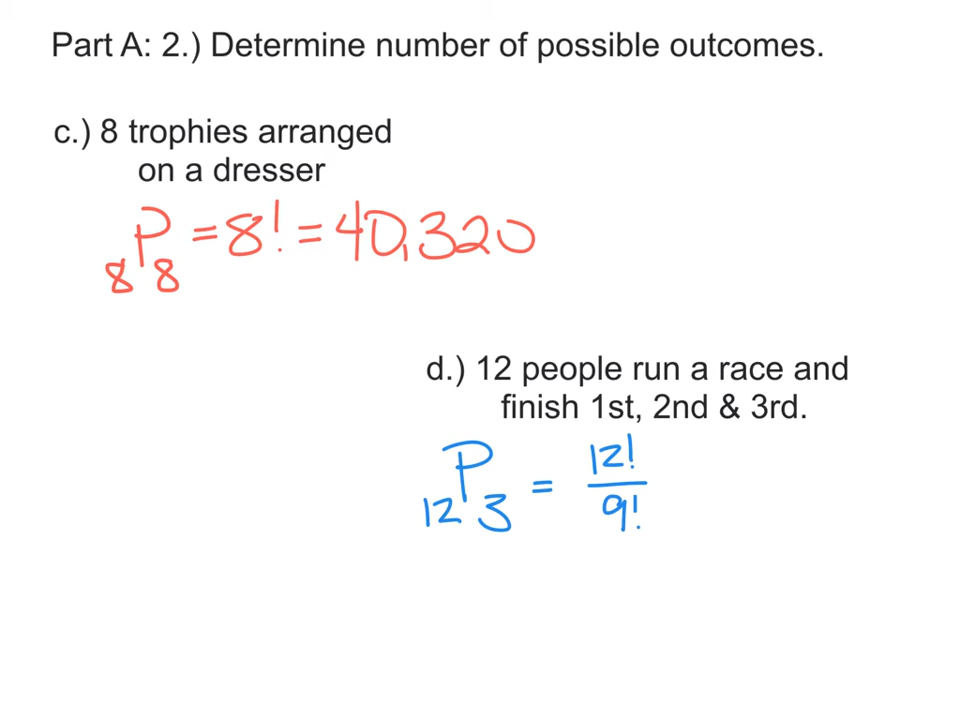 Part A: 2.) Determine number of possible outcomes.
c.) 8 trophies arranged
on a dresser
₈P₈ = 8! = 40,320
d.) 12 people run a race and
finish 1st, 2nd & 3rd.
₁₂P₃ = 12!/9!